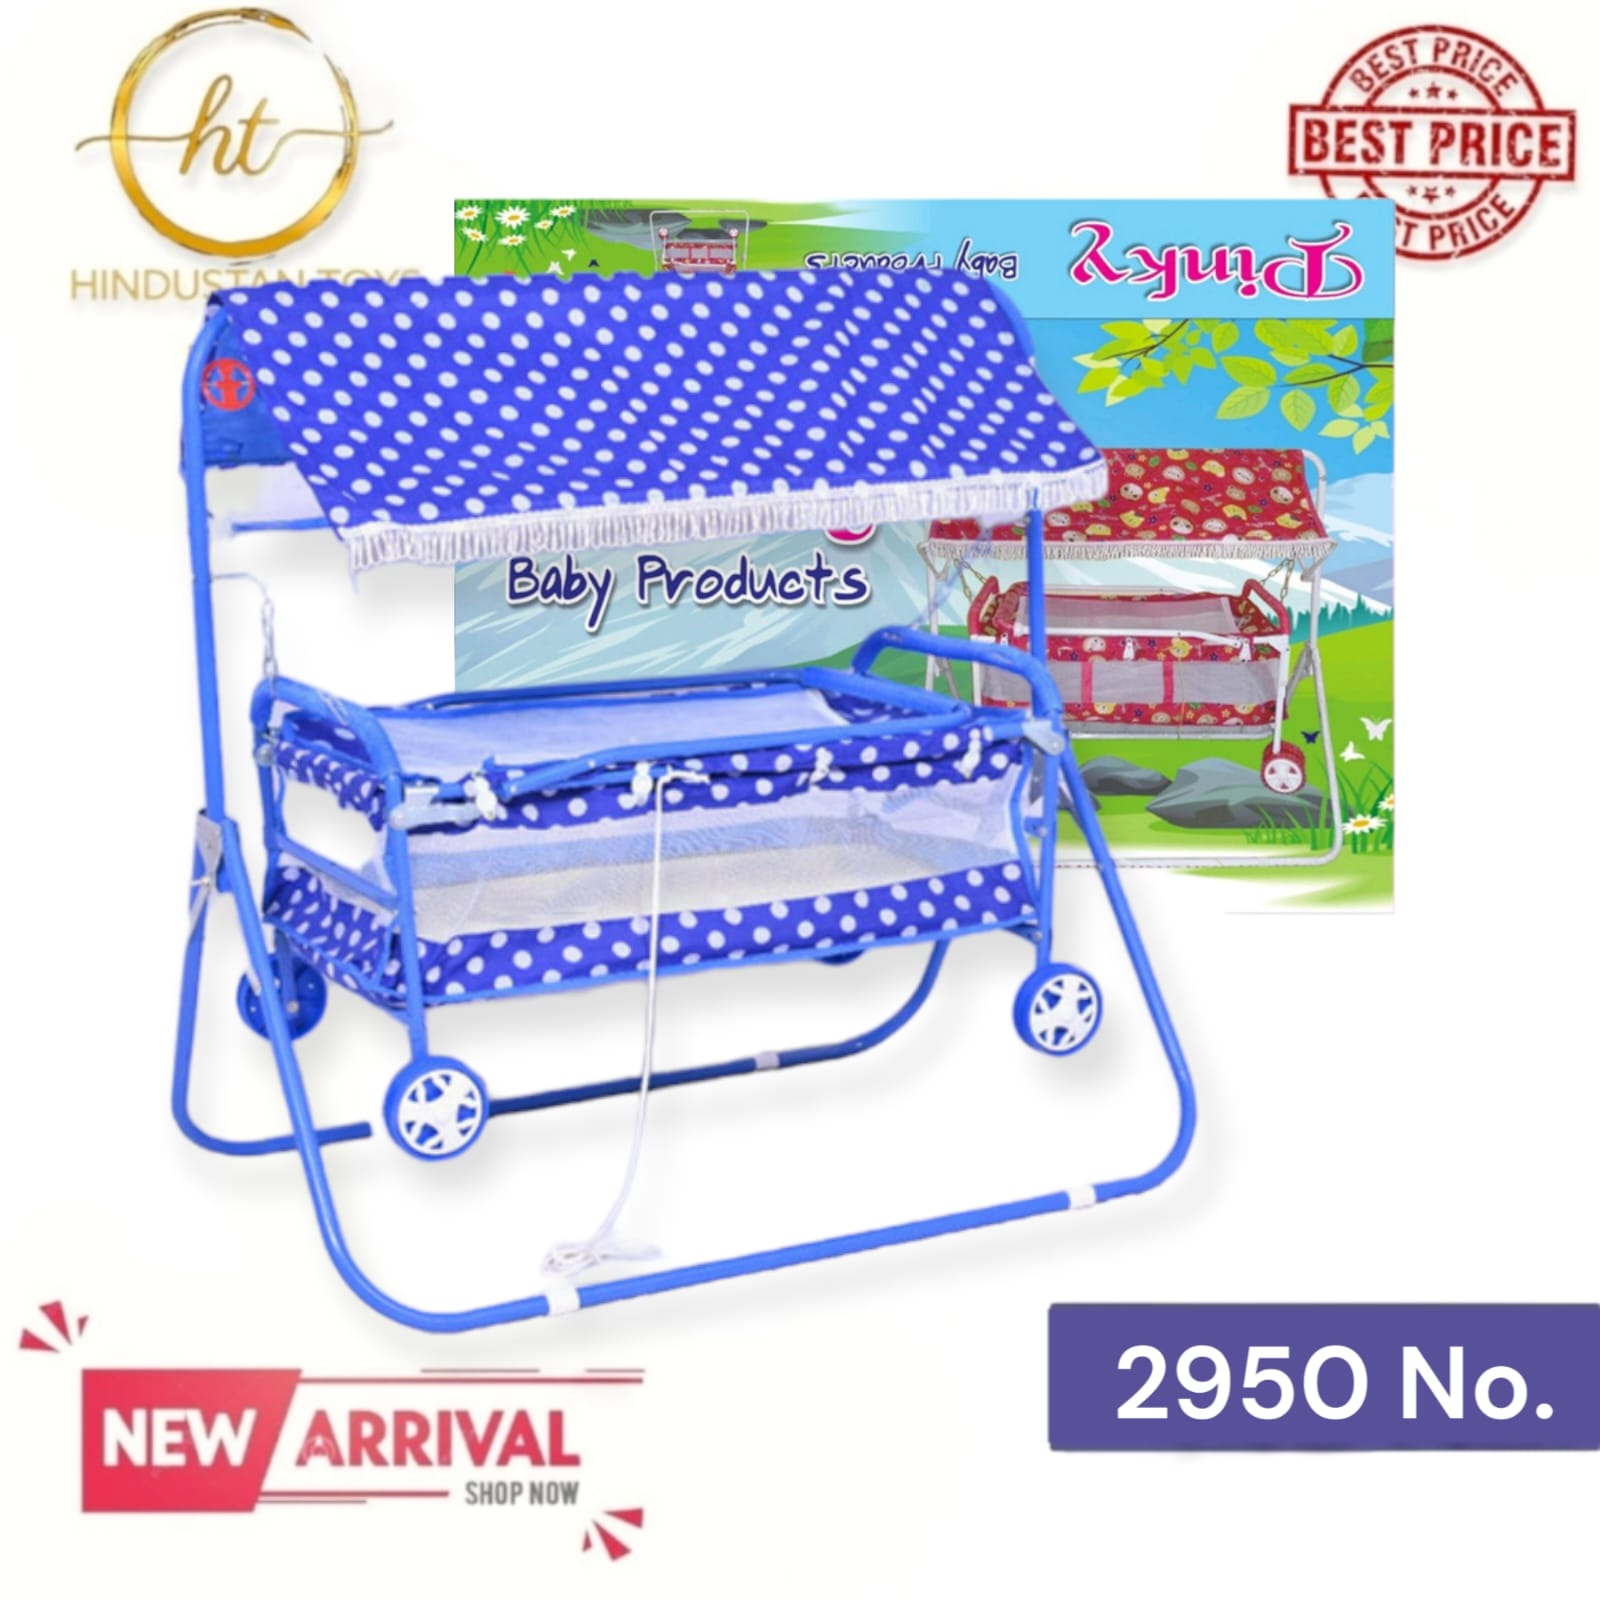 ht
HINDUSTAN TOYS
BEST PRICE
BEST PRICE
BEST PRICE
Baby Products
Pinky
Baby Products
2950 No.
NEW ARRIVAL
SHOP NOW